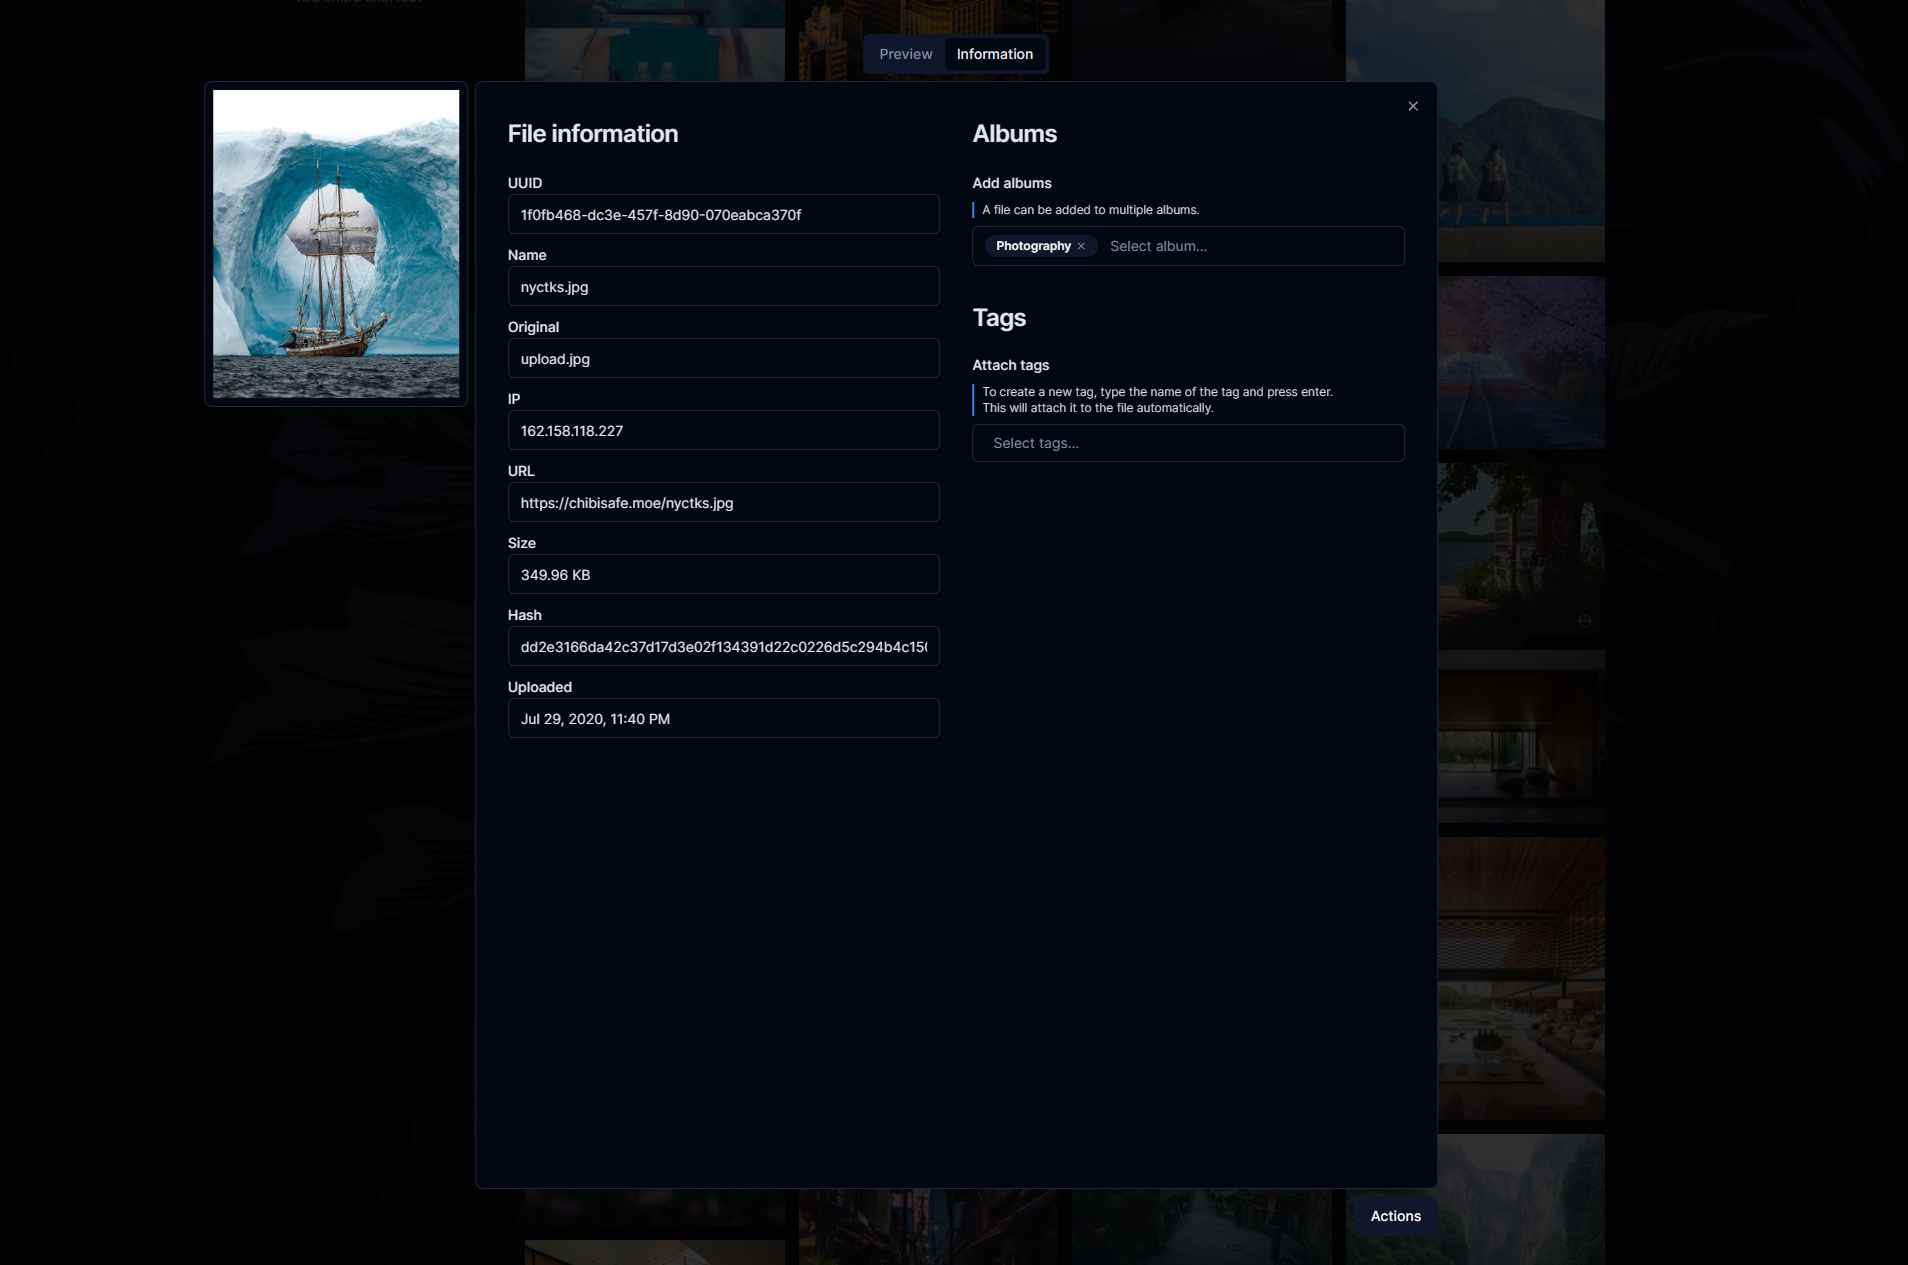 Preview
Information
File information
UUID
1f0fb468-dc3e-457f-8d90-070eabca370f
Name
nyctks.jpg
Original
upload.jpg
IP
162.158.118.227
URL
https://chibisafe.moe/nyctks.jpg
Size
349.96 KB
Hash
dd2e3166da42c37d17d3e02f134391d22c0226d5c294b4c15
Uploaded
Jul 29, 2020, 11:40 PM
Albums
Add albums
A file can be added to multiple albums.
Photography × Select album...
Tags
Attach tags
To create a new tag, type the name of the tag and press enter.
This will attach it to the file automatically.
Select tags...
Actions